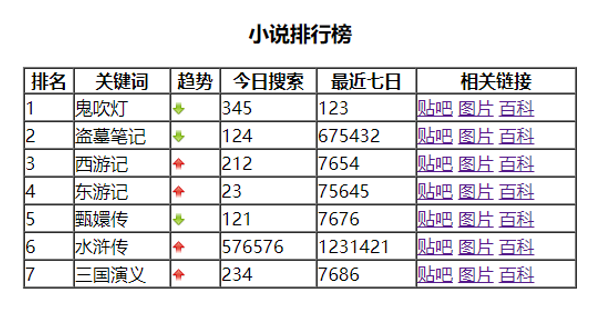 小说排行榜
排名 关键词 趋势 今日搜索 最近七日 相关链接
1 鬼吹灯 345 123 贴吧 图片 百科
2 盗墓笔记 124 675432 贴吧 图片 百科
3 西游记 212 7654 贴吧 图片 百科
4 东游记 23 75645 贴吧 图片 百科
5 甄嬛传 121 7676 贴吧 图片 百科
6 水浒传 576576 1231421 贴吧 图片 百科
7 三国演义 234 7686 贴吧 图片 百科